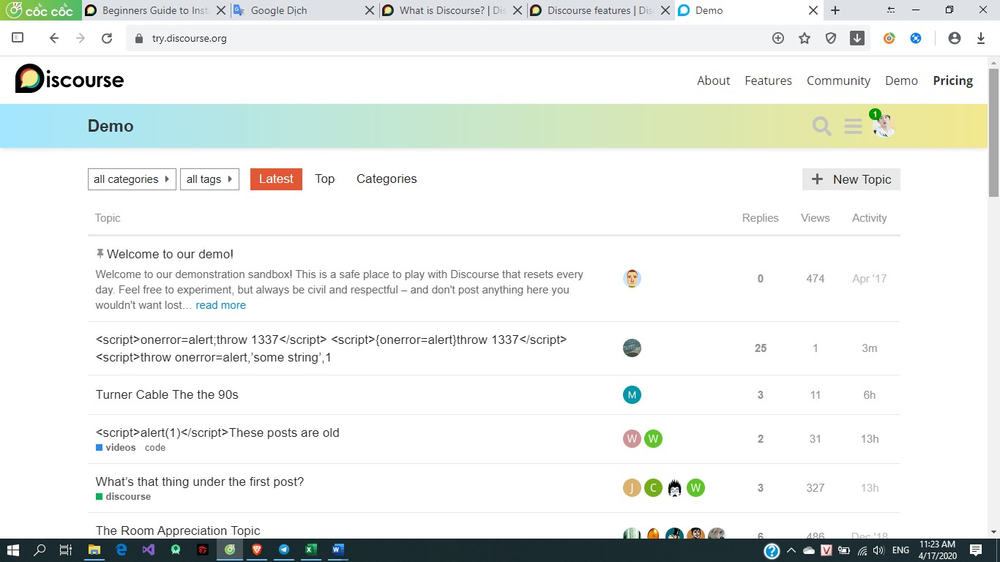 cốc cốc
Beginners Guide to Inst
Google Dịch
What is Discourse? | Dis
Discourse features | Dis
Demo
try.discourse.org
Discourse
About Features Community Demo Pricing
Demo
1
all categories all tags Latest Top Categories
+ New Topic
Topic Replies Views Activity
Welcome to our demo!
Welcome to our demonstration sandbox! This is a safe place to play with Discourse that resets every
day. Feel free to experiment, but always be civil and respectful – and don't post anything here you
wouldn't want lost… read more
0 474 Apr '17
<script>onerror=alert;throw 1337</script> <script>{onerror=alert}throw 1337</script>
<script>throw onerror=alert,’some string’,1
25 1 3m
Turner Cable The the 90s
M
3 11 6h
<script>alert(1)</script>These posts are old
videos code
W W
2 31 13h
What’s that thing under the first post?
discourse
J C W
3 327 13h
The Room Appreciation Topic
6 486 Dec '18
ENG
11:23 AM
4/17/2020